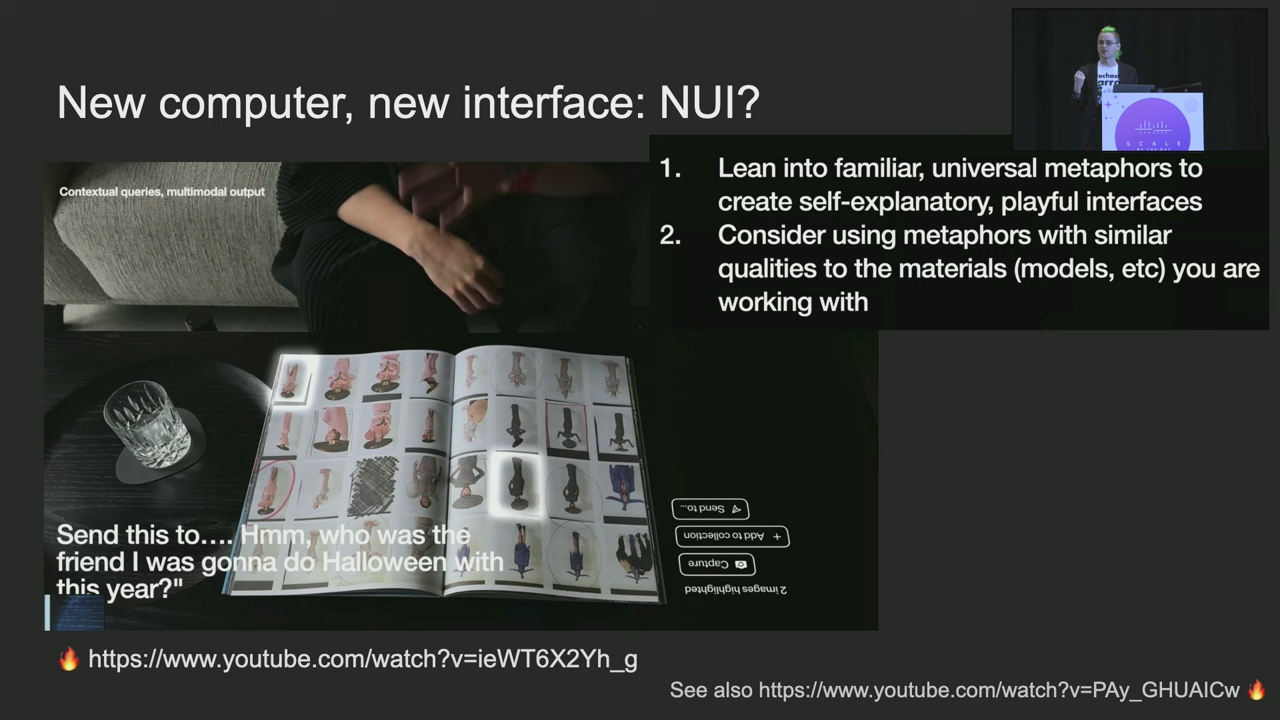 New computer, new interface: NUI?
Contextual queries, multimodal output
1. Lean into familiar, universal metaphors to
create self-explanatory, playful interfaces
2. Consider using metaphors with similar
qualities to the materials (models, etc) you are
working with
Send this to…. Hmm, who was the
friend I was gonna do Halloween with
this year?"
2 images highlighted
Capture
+ Add to collection
Send to...
🔥 https://www.youtube.com/watch?v=ieWT6X2Yh_g
See also https://www.youtube.com/watch?v=PAy_GHUAICw 🔥
SCALE